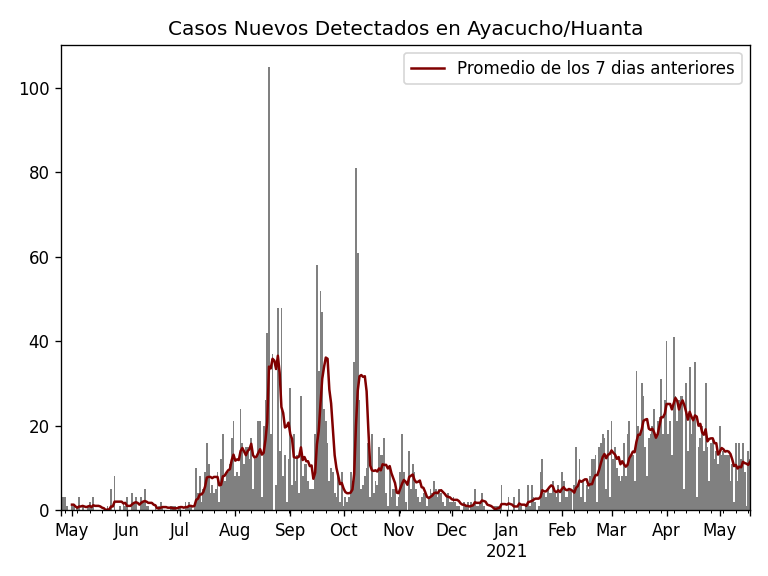 Casos Nuevos Detectados en Ayacucho/Huanta
Promedio de los 7 dias anteriores
100
80
60
40
20
0
May Jun Jul Aug Sep Oct Nov Dec Jan Feb Mar Apr May
2021